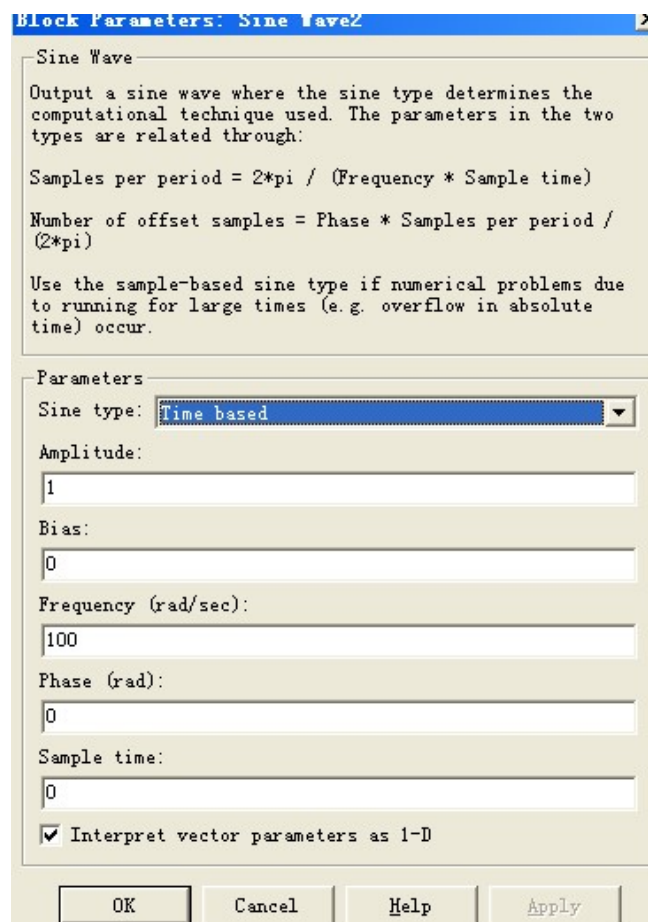 Block Parameters: Sine Wave2
Sine Wave
Output a sine wave where the sine type determines the
computational technique used. The parameters in the two
types are related through:
Samples per period = 2*pi / (Frequency * Sample time)
Number of offset samples = Phase * Samples per period /
(2*pi)
Use the sample-based sine type if numerical problems due
to running for large times (e.g. overflow in absolute
time) occur.
Parameters
Sine type: Time based
Amplitude:
1
Bias:
0
Frequency (rad/sec):
100
Phase (rad):
0
Sample time:
0
Interpret vector parameters as 1-D
OK Cancel Help Apply